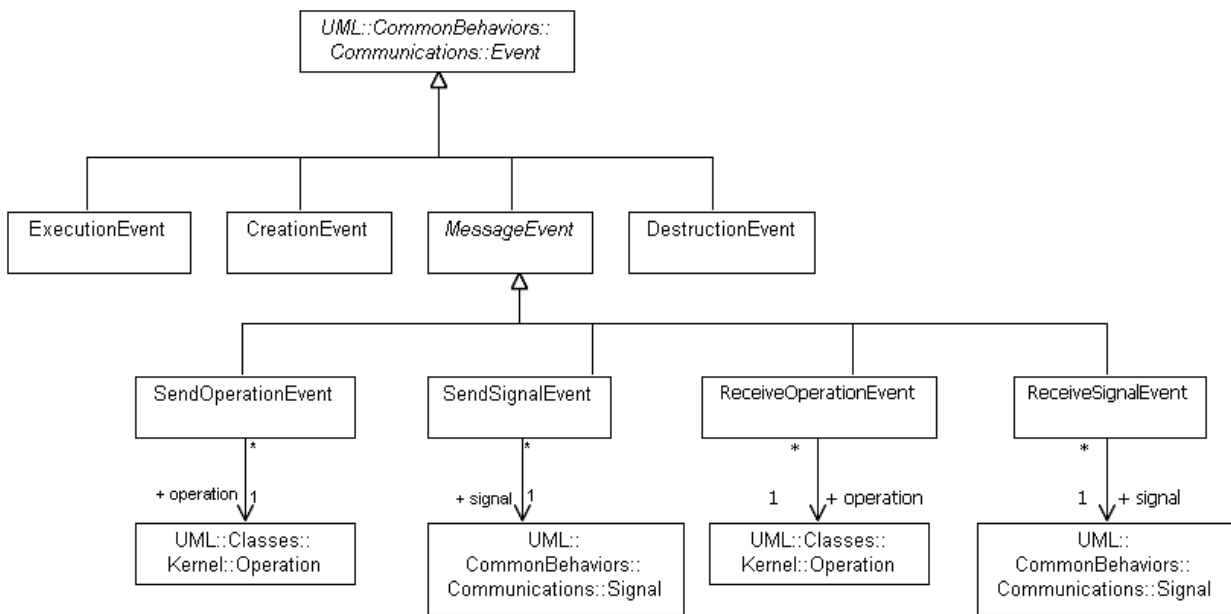 UML::CommonBehaviors::
Communications::Event
ExecutionEvent
CreationEvent
MessageEvent
DestructionEvent
SendOperationEvent
SendSignalEvent
ReceiveOperationEvent
ReceiveSignalEvent
*
*
*
*
+ operation 1
+ signal 1
1 + operation
1 + signal
UML::Classes::
Kernel::Operation
UML::
CommonBehaviors::
Communications::Signal
UML::Classes::
Kernel::Operation
UML::
CommonBehaviors::
Communications::Signal